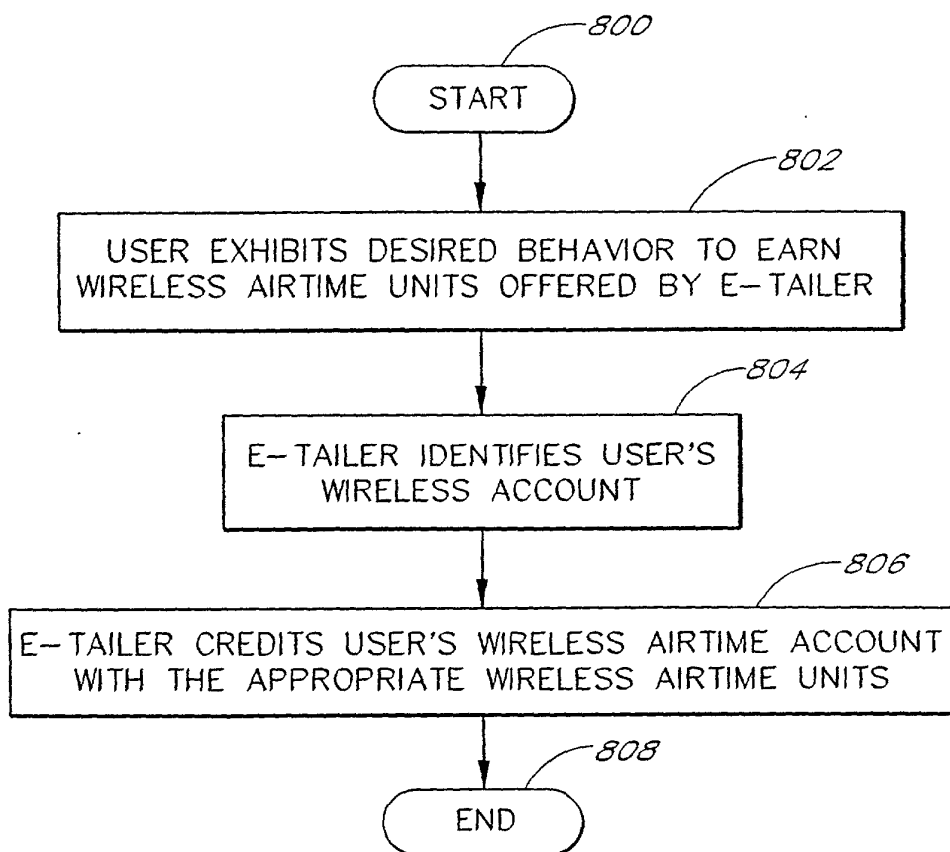 800
START
802
USER EXHIBITS DESIRED BEHAVIOR TO EARN
WIRELESS AIRTIME UNITS OFFERED BY E-TAILER
804
E-TAILER IDENTIFIES USER'S
WIRELESS ACCOUNT
806
E-TAILER CREDITS USER'S WIRELESS AIRTIME ACCOUNT
WITH THE APPROPRIATE WIRELESS AIRTIME UNITS
808
END